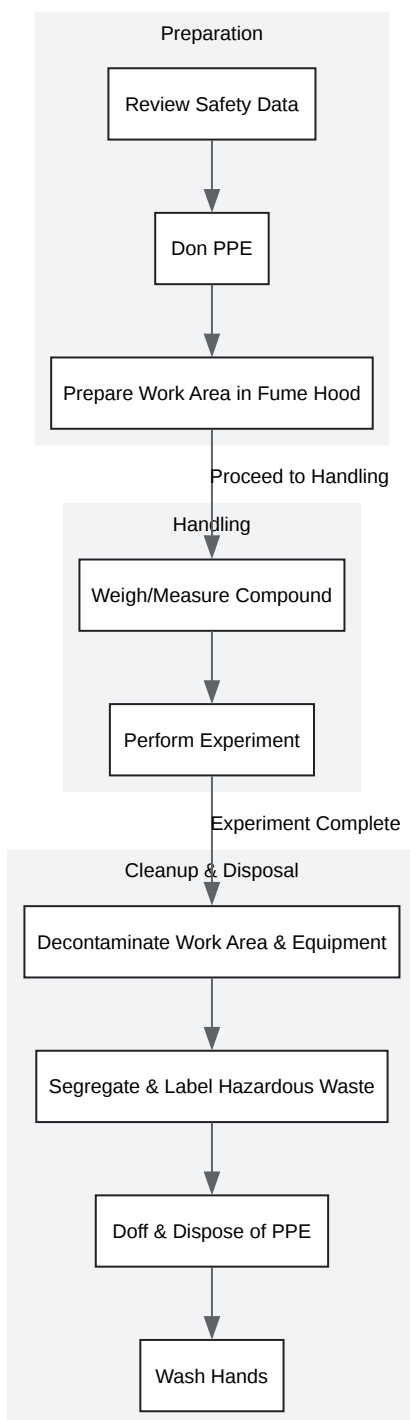 Preparation
Review Safety Data
Don PPE
Prepare Work Area in Fume Hood
Proceed to Handling
Handling
Weigh/Measure Compound
Perform Experiment
Experiment Complete
Cleanup & Disposal
Decontaminate Work Area & Equipment
Segregate & Label Hazardous Waste
Doff & Dispose of PPE
Wash Hands